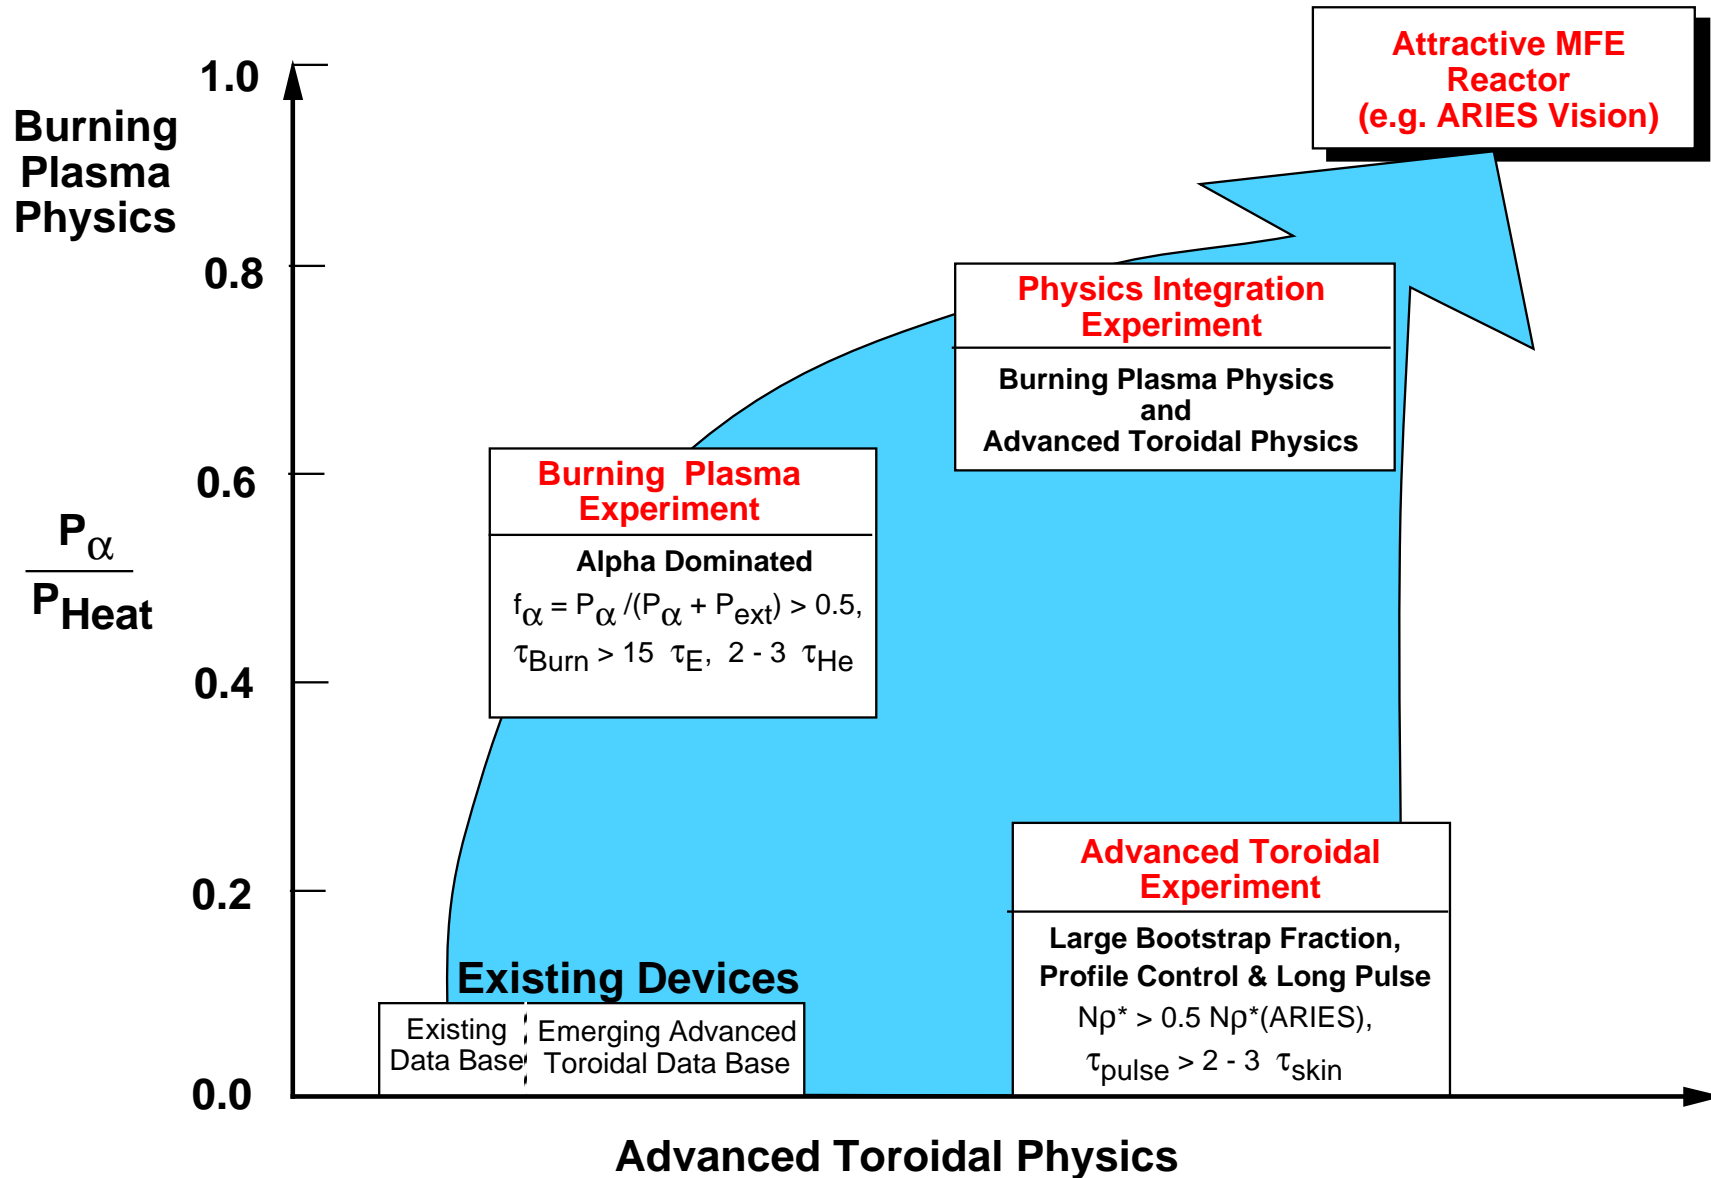 Attractive MFE
Reactor
(e.g. ARIES Vision)
1.0
Burning
Plasma
Physics
0.8
Physics Integration
Experiment
Burning Plasma Physics
and
Advanced Toroidal Physics
0.6
Burning Plasma
Experiment
Alpha Dominated
fα = Pα /(Pα + Pext) > 0.5,
τBurn > 15 τE, 2 - 3 τHe
Pα
PHeat
0.4
0.2
Advanced Toroidal
Experiment
Large Bootstrap Fraction,
Profile Control & Long Pulse
Nρ* > 0.5 Nρ*(ARIES),
τpulse > 2 - 3 τskin
Existing Devices
Existing
Data Base
Emerging Advanced
Toroidal Data Base
0.0
Advanced Toroidal Physics